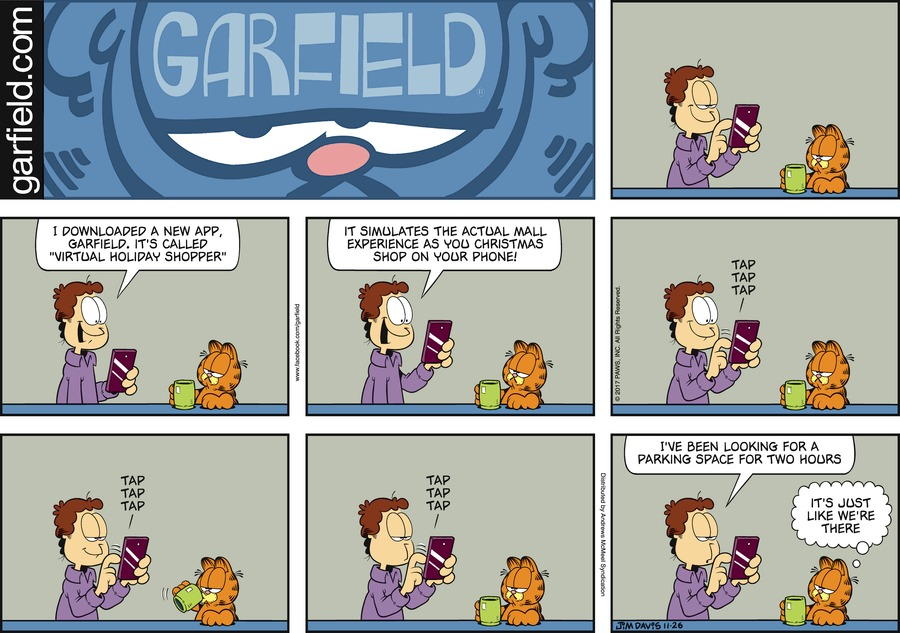 garfield.com
GARFIELD
I DOWNLOADED A NEW APP,
GARFIELD. IT'S CALLED
"VIRTUAL HOLIDAY SHOPPER"
www.facebook.com/garfield
IT SIMULATES THE ACTUAL MALL
EXPERIENCE AS YOU CHRISTMAS
SHOP ON YOUR PHONE!
© 2017 PAWS, INC. All Rights Reserved.
TAP
TAP
TAP
TAP
TAP
TAP
TAP
TAP
TAP
Distributed by Andrews McMeel Syndication
I'VE BEEN LOOKING FOR A
PARKING SPACE FOR TWO HOURS
IT'S JUST
LIKE WE'RE
THERE
JIM DAVIS 11-26